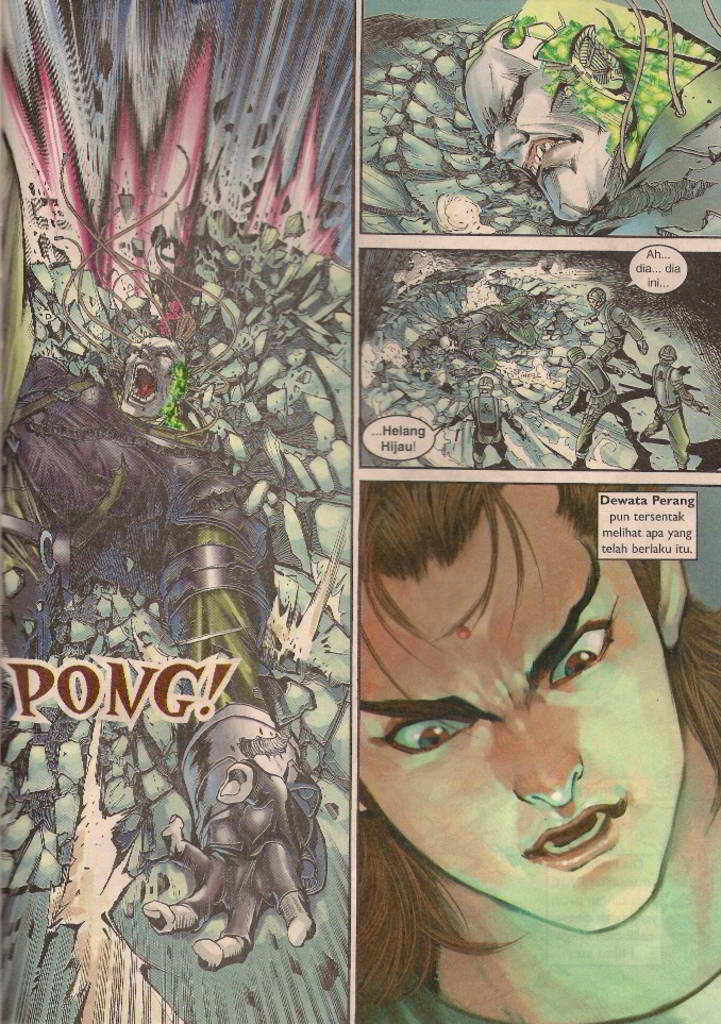 PONG!
Ah...
dia... dia
ini...
...Helang
Hijau!
Dewata Perang
pun tersentak
melihat apa yang
telah berlaku itu.